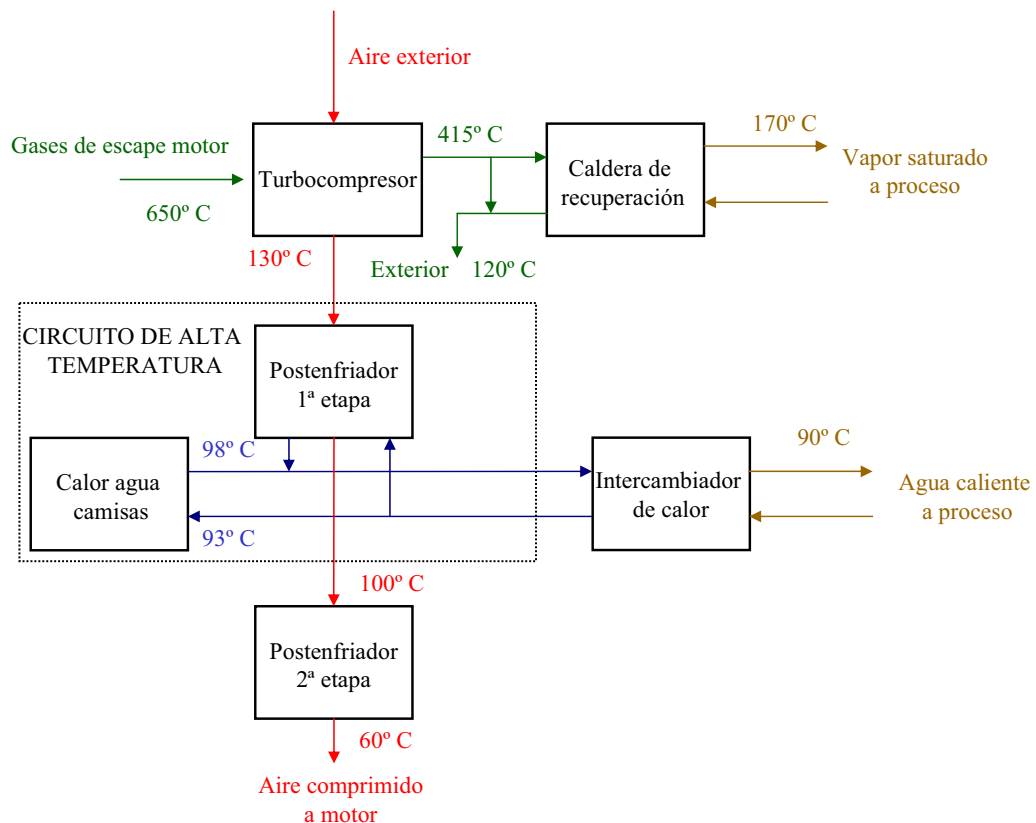 Aire exterior
Gases de escape motor
650º C
Turbocompresor
415º C
Caldera de
recuperación
170º C
Vapor saturado
a proceso
130º C
Exterior
120º C
CIRCUITO DE ALTA
TEMPERATURA
Postenfriador
1ª etapa
98º C
Calor agua
camisas
93º C
Intercambiador
de calor
90º C
Agua caliente
a proceso
100º C
Postenfriador
2ª etapa
60º C
Aire comprimido
a motor